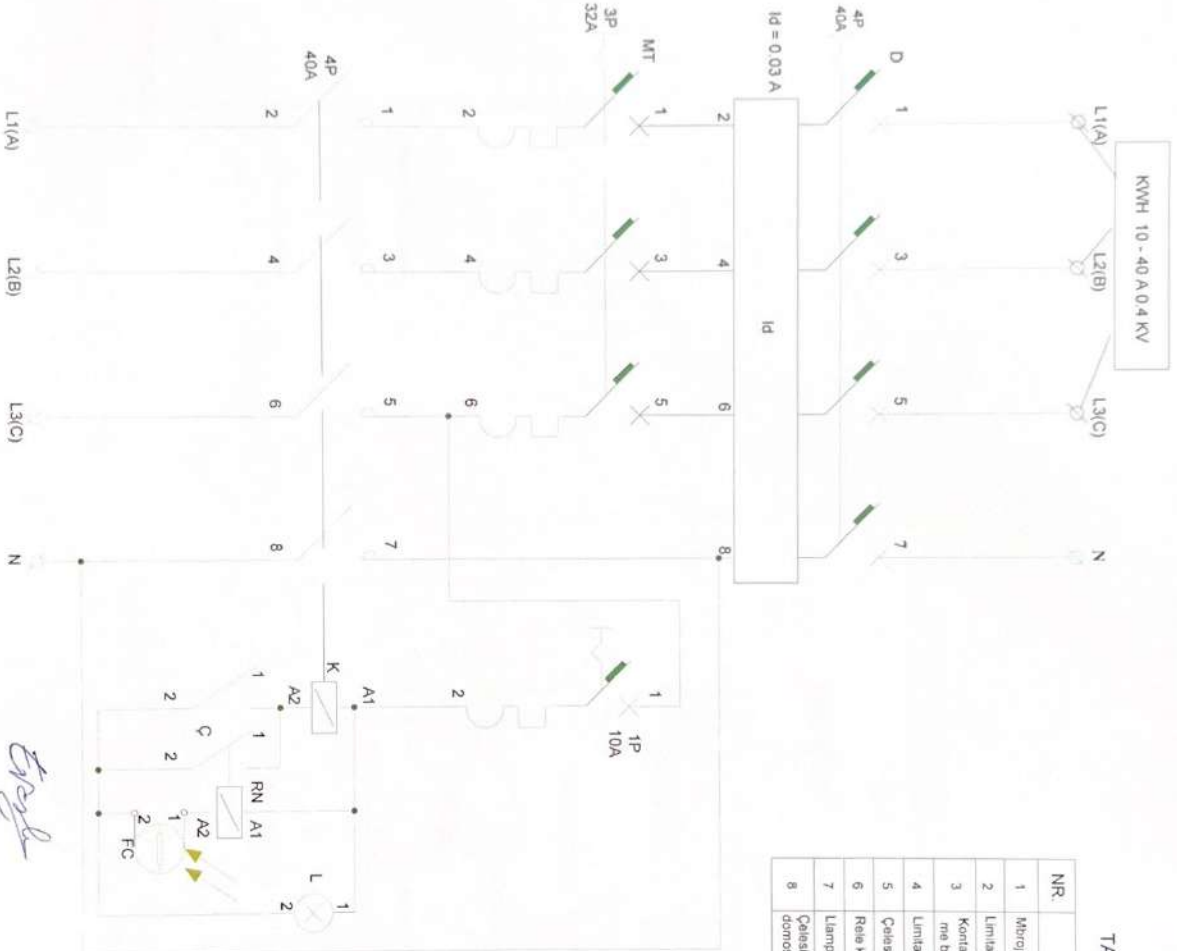 TA
KWH 10 - 40 A 0,4 KV
L1(A) L2(B) L3(C) N
D 1 3 5 7
4P
40A
Id = 0.03 A
Id
2 4 6 8
MT 1 3 5 1
3P
32A
1P
10A
2 4 6 2
1 3 5 7 A1
K
4P
40A
A2
2 4 6 8
1 1 RN A1
2 Ç 2 A2
1 2 FC
L 1
2
L1(A) L2(B) L3(C) N
NR.
1 Mbroj
2 Limita
3 Konta
me b
4 Limita
5 Çeles
6 Rele k
7 Llamp
8 Çelesi
domo